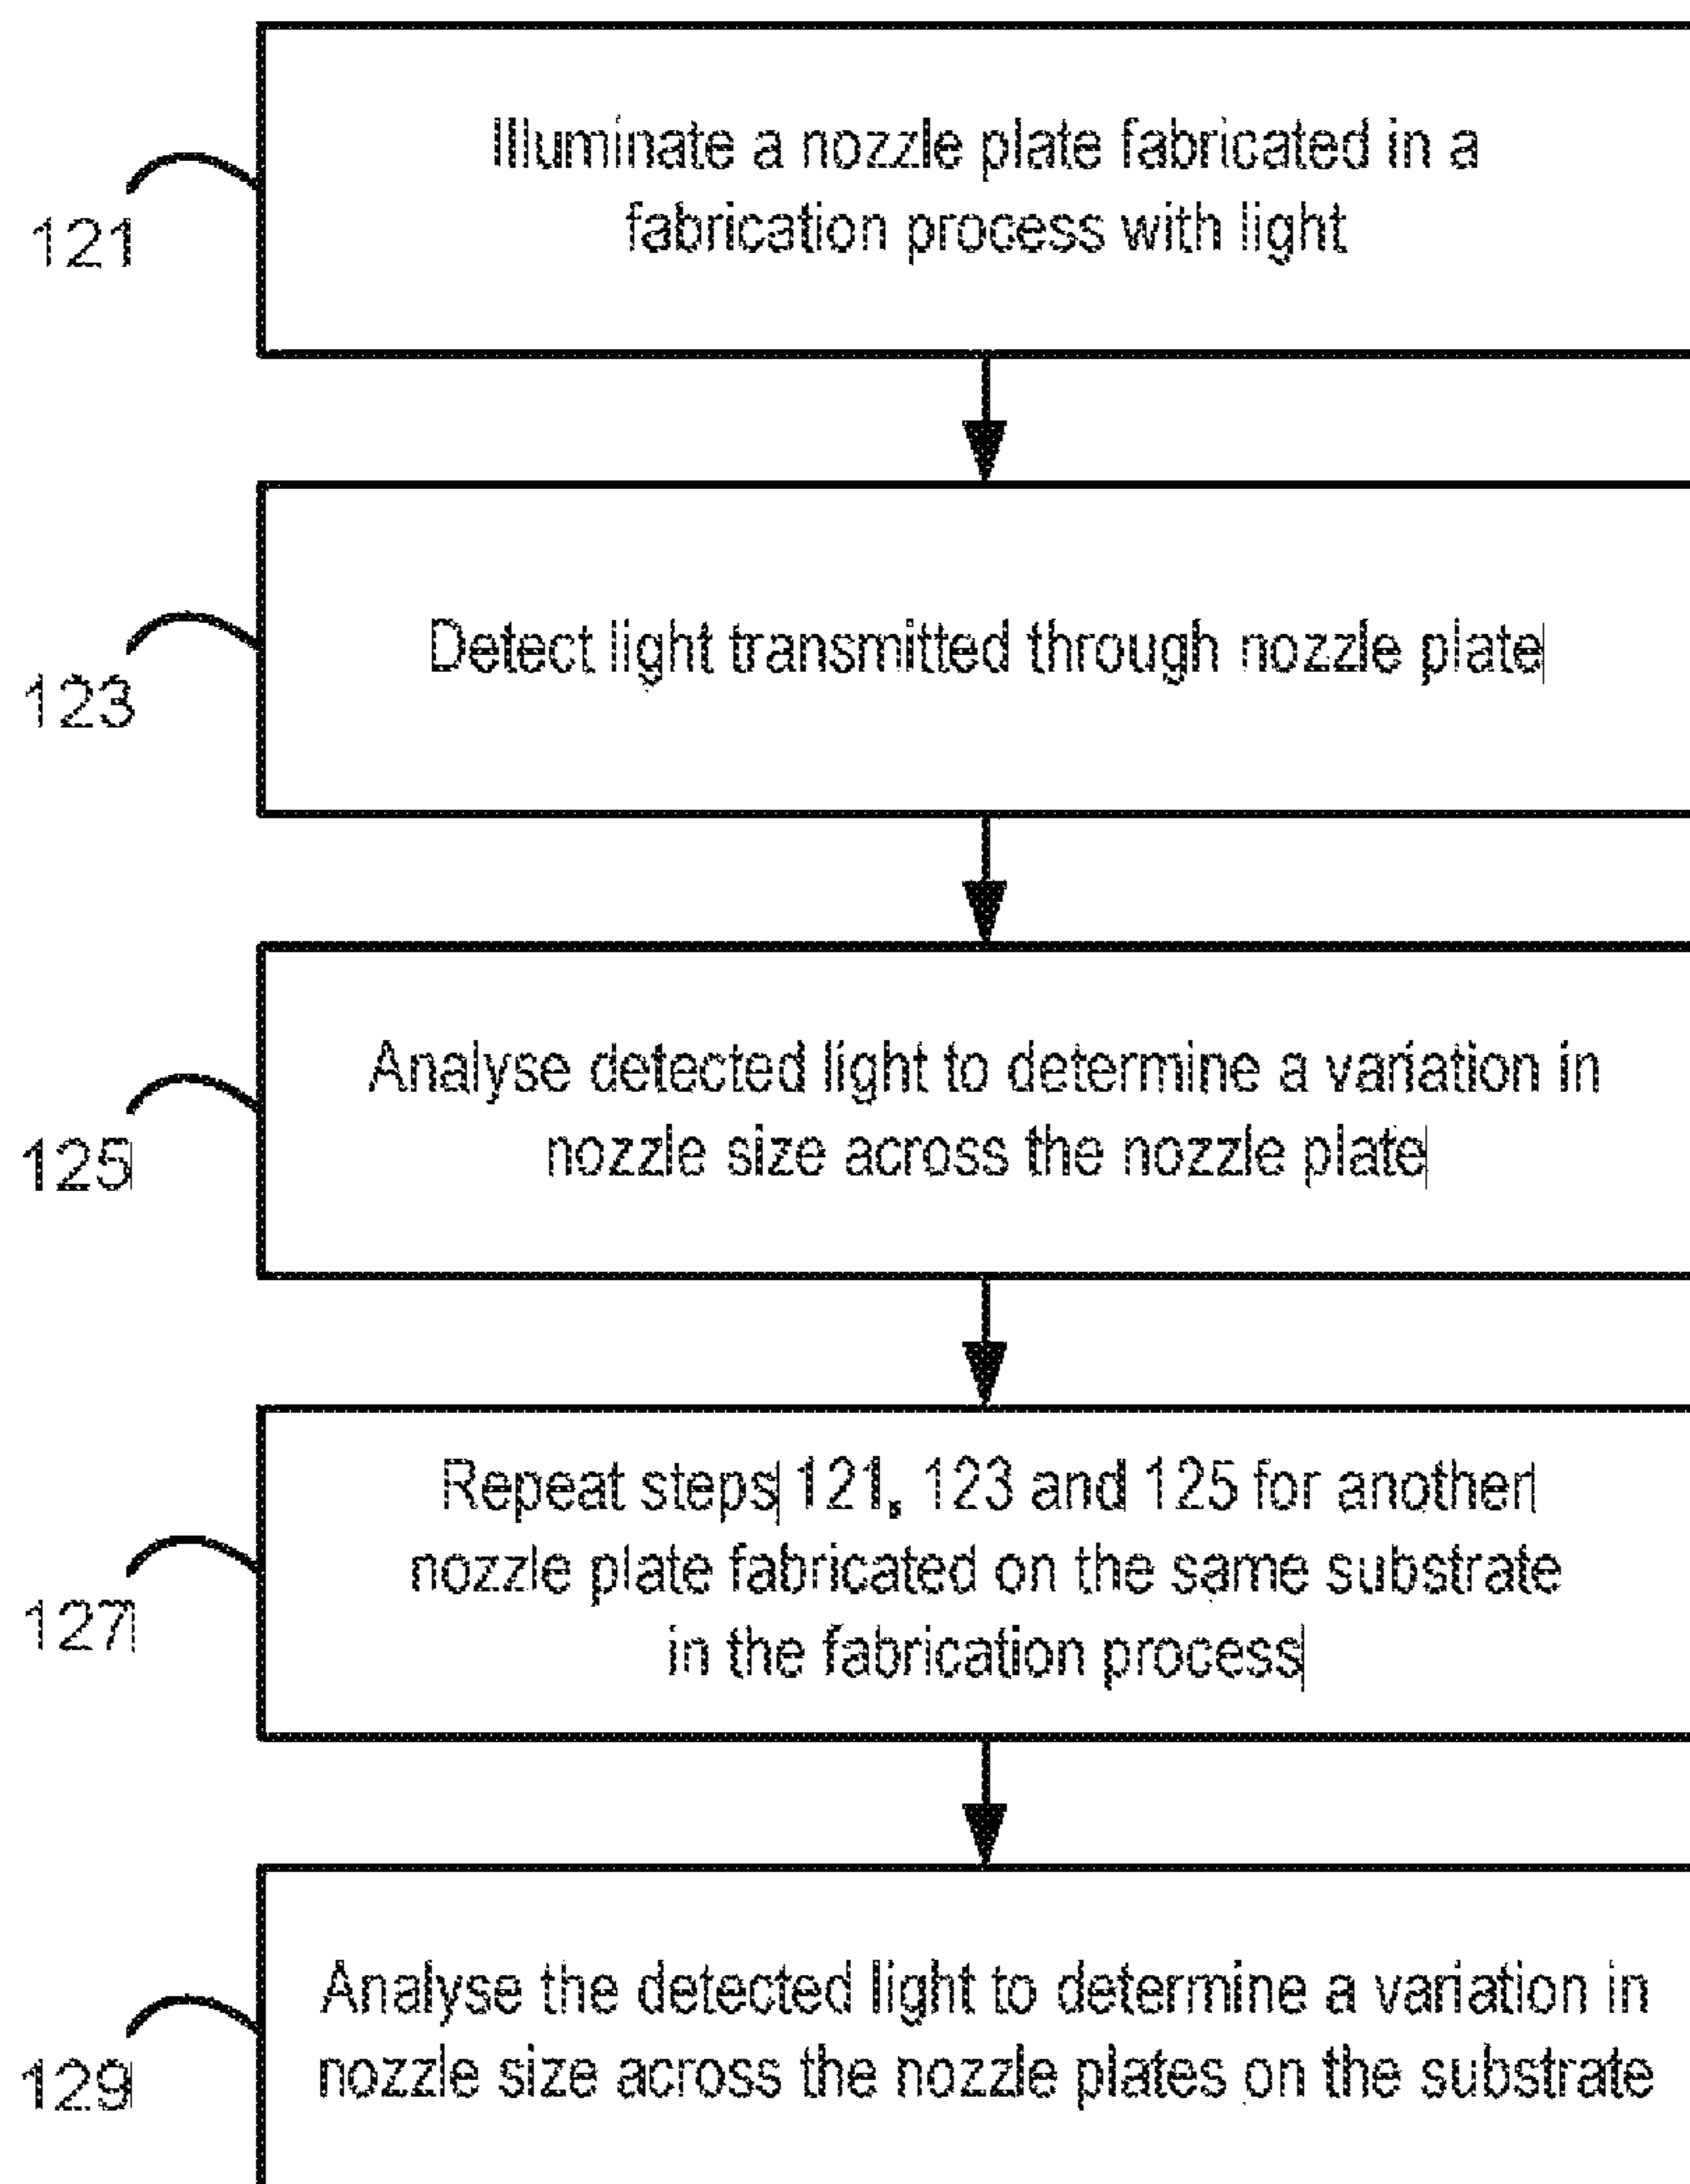 Illuminate a nozzle plate fabricated in a
fabrication process with light
121
Detect light transmitted through nozzle plate
123
Analyse detected light to determine a variation in
nozzle size across the nozzle plate
125
Repeat steps 121, 123 and 125 for another
nozzle plate fabricated on the same substrate
in the fabrication process
127
Analyse the detected light to determine a variation in
nozzle size across the nozzle plates on the substrate
129